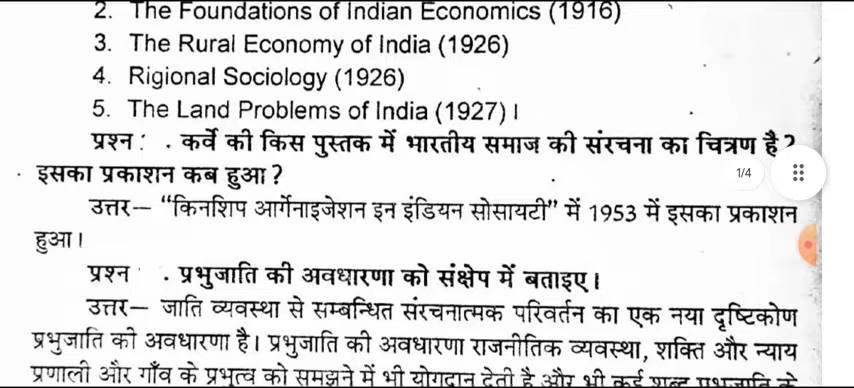 2. The Foundations of Indian Economics (1916)
3. The Rural Economy of India (1926)
4. Rigional Sociology (1926)
5. The Land Problems of India (1927)।
प्रश्न : . कर्वे की किस पुस्तक में भारतीय समाज की संरचना का चित्रण है?
इसका प्रकाशन कब हुआ?
1/4
उत्तर— “किनशिप आर्गेनाइजेशन इन इंडियन सोसायटी” में 1953 में इसका प्रकाशन
हुआ।
प्रश्न . प्रभुजाति की अवधारणा को संक्षेप में बताइए।
उत्तर— जाति व्यवस्था से सम्बन्धित संरचनात्मक परिवर्तन का एक नया दृष्टिकोण
प्रभुजाति की अवधारणा है। प्रभुजाति की अवधारणा राजनीतिक व्यवस्था, शक्ति और न्याय
प्रणाली और गाँव के प्रभुत्व को समझने में भी योगदान देती है और भी कई शब्द